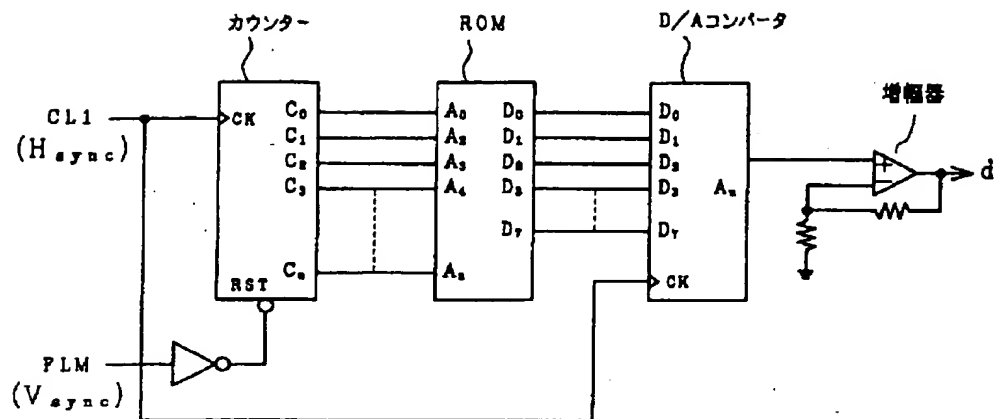 カウンター
ROM
D/Aコンバータ
増幅器
CL1
(Hsync)
CK
C0
C1
C2
C3
Cn
RST
A0
A2
A3
A4
An
D0
D1
D2
D3
D7
D0
D1
D2
D3
D7
An
CK
d
FLM
(Vsync)